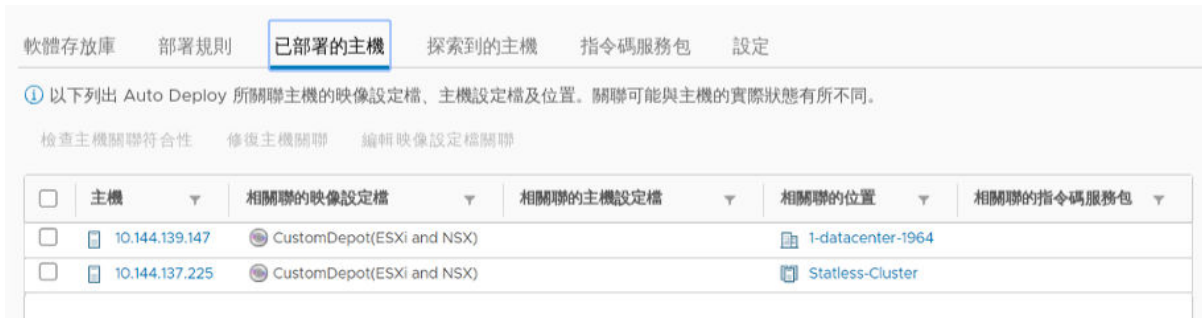 軟體存放庫 部署規則 已部署的主機 探索到的主機 指令碼服務包 設定
以下列出 Auto Deploy 所關聯主機的映像設定檔、主機設定檔及位置。關聯可能與主機的實際狀態有所不同。
檢查主機關聯符合性 修復主機關聯 編輯映像設定檔關聯
主機 相關聯的映像設定檔 相關聯的主機設定檔 相關聯的位置 相關聯的指令碼服務包
10.144.139.147 CustomDepot(ESXi and NSX) 1-datacenter-1964
10.144.137.225 CustomDepot(ESXi and NSX) Statless-Cluster